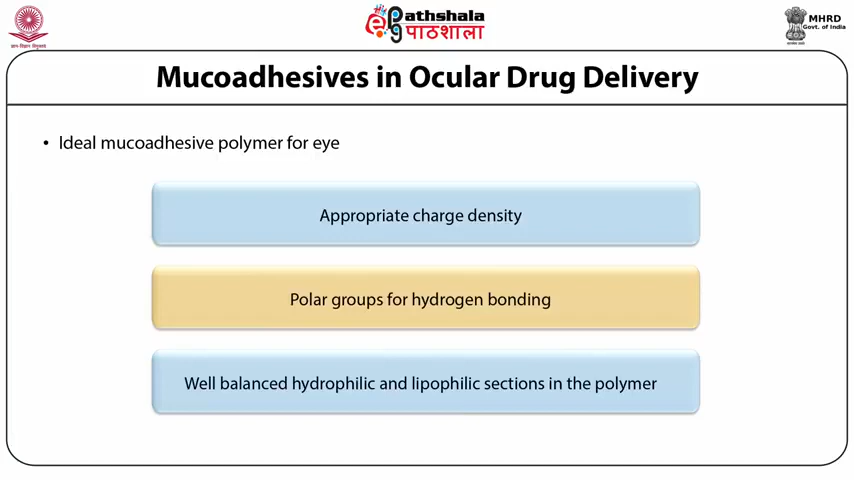 Pathshala
पाठशाला
MHRD
Govt. of India
Mucoadhesives in Ocular Drug Delivery
• Ideal mucoadhesive polymer for eye
Appropriate charge density
Polar groups for hydrogen bonding
Well balanced hydrophilic and lipophilic sections in the polymer